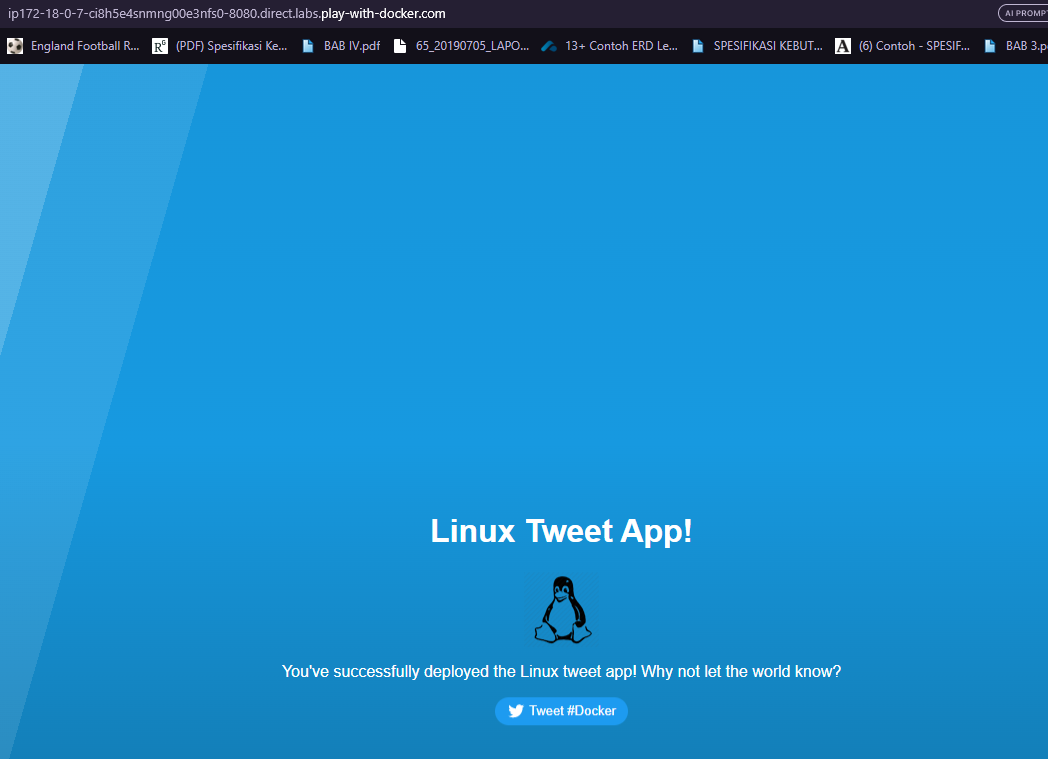 ip172-18-0-7-ci8h5e4snmng00e3nfs0-8080.direct.labs.play-with-docker.com
AI PROMPT
England Football R... R⁶ (PDF) Spesifikasi Ke... BAB IV.pdf 65_20190705_LAPO... 13+ Contoh ERD Le... SPESIFIKASI KEBUT... A (6) Contoh - SPESIF... BAB 3.p
Linux Tweet App!
You've successfully deployed the Linux tweet app! Why not let the world know?
Tweet #Docker